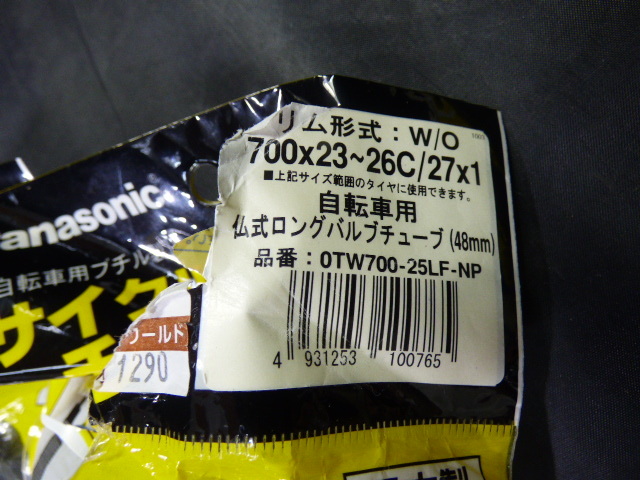 リム形式：W/O
700x23~26C/27x1
■上記サイズ範囲のタイヤに使用できます。
自転車用
仏式ロングバルブチューブ(48mm)
品番：0TW700-25LF-NP
4 931253 100765
Panasonic
自転車用ブチル
サイクル
チ
ワールド
1290